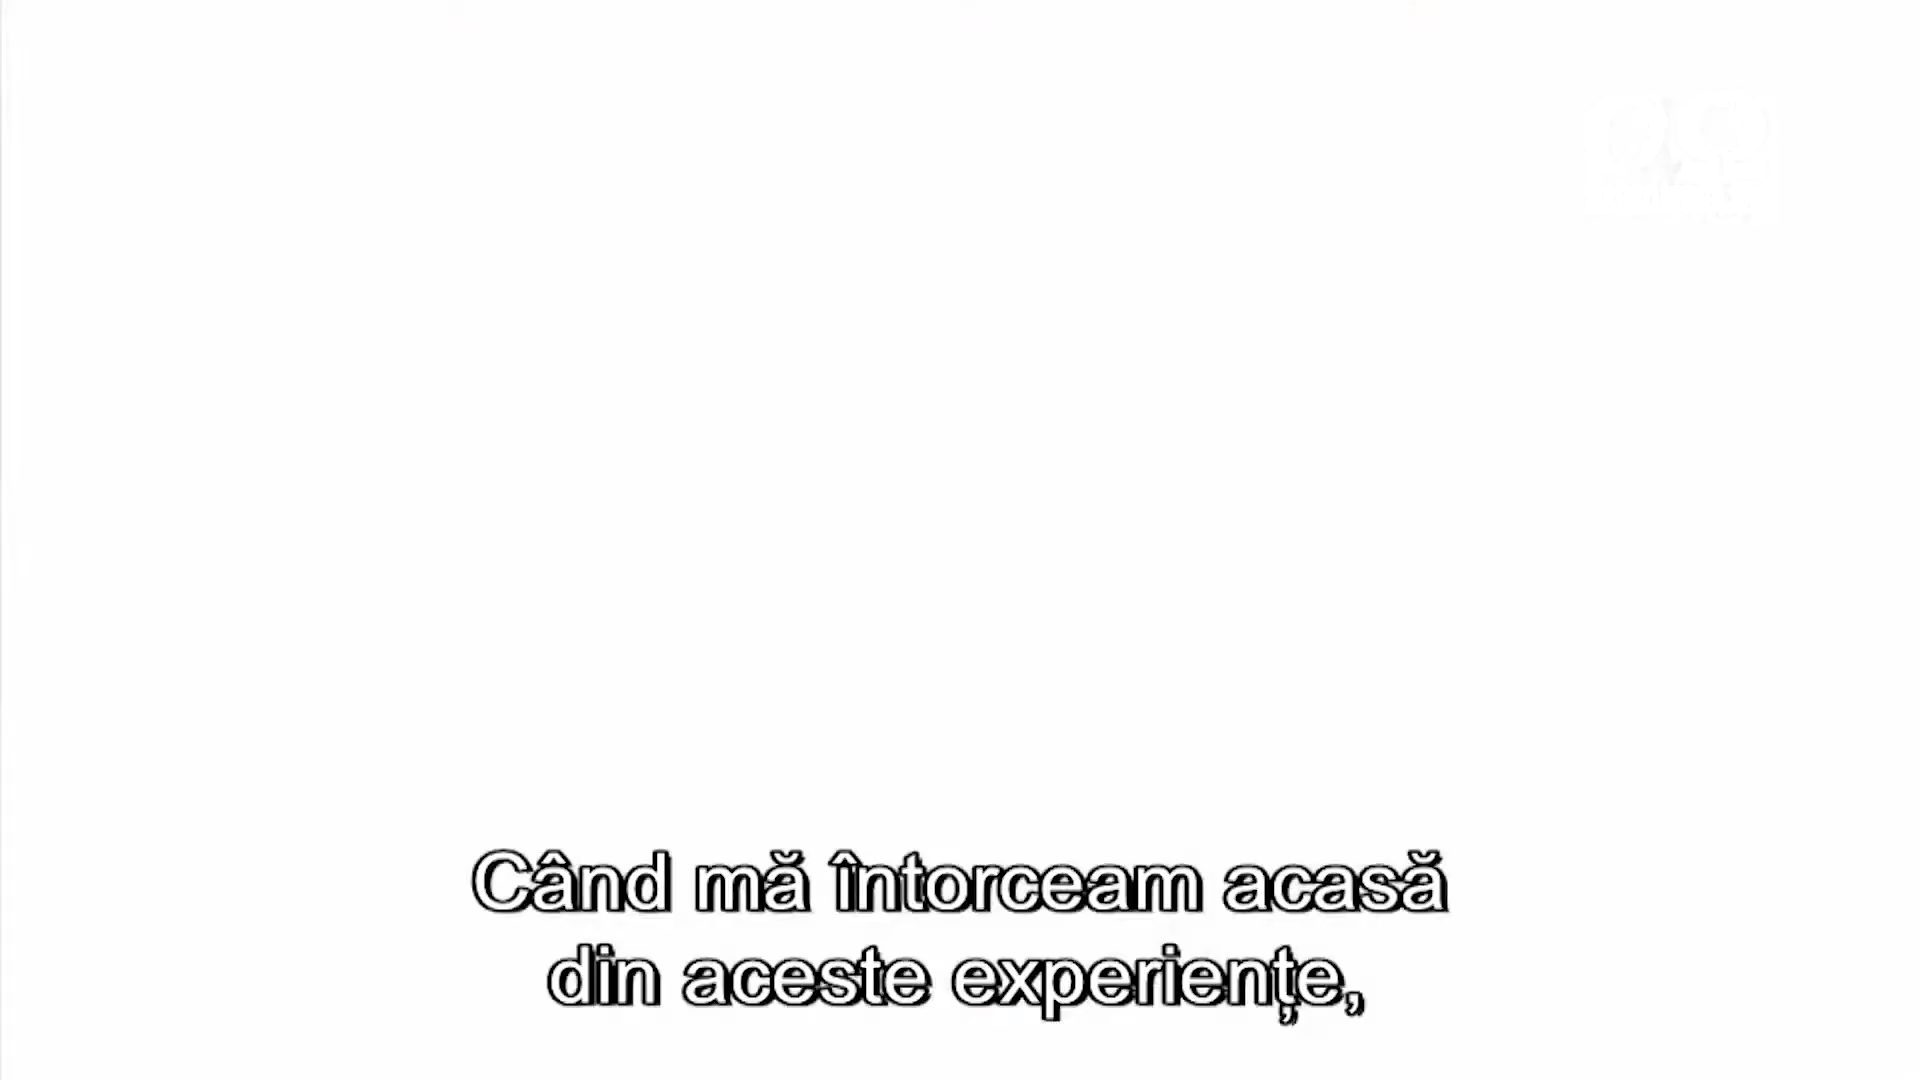 Când mă întorceam acasă
din aceste experiențe,